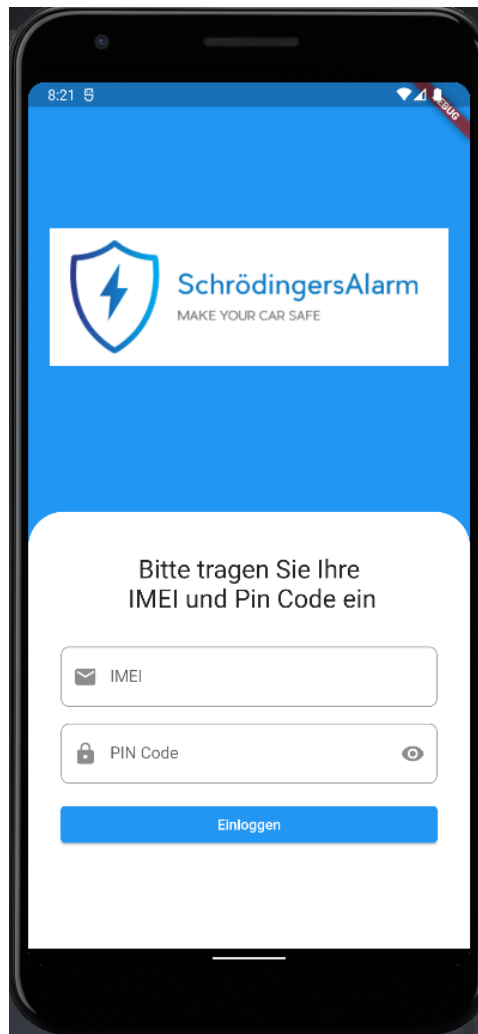 8:21
DEBUG
SchrödingersAlarm
MAKE YOUR CAR SAFE
Bitte tragen Sie Ihre
IMEI und Pin Code ein
IMEI
PIN Code
Einloggen